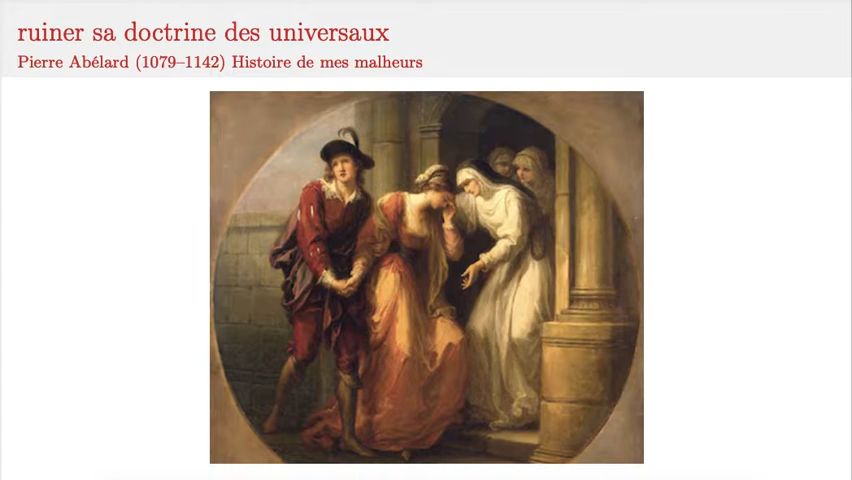 ruiner sa doctrine des universaux
Pierre Abélard (1079–1142) Histoire de mes malheurs